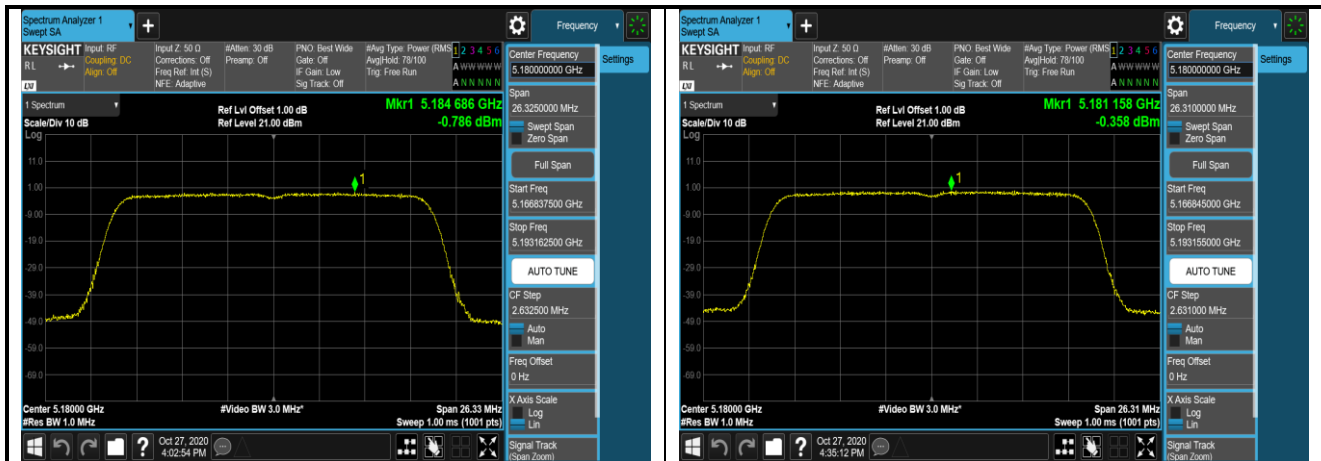 Spectrum Analyzer 1
Swept SA
+
Frequency
KEYSIGHT
RL
LXI
Input: RF
Coupling: DC
Align: Off
Input Z: 50 Ω
Corrections: Off
Freq Ref: Int (S)
NFE: Adaptive
#Atten: 30 dB
Preamp: Off
PNO: Best Wide
Gate: Off
IF Gain: Low
Sig Track: Off
#Avg Type: Power (RMS
Avg|Hold: 78/100
Trig: Free Run
1 2 3 4 5 6
A W W W W W
A N N N N N
1 Spectrum
Scale/Div 10 dB
Log
Ref Lvl Offset 1.00 dB
Ref Level 21.00 dBm
Mkr1 5.184 686 GHz
-0.786 dBm
11.0
1.00
-9.00
-19.0
-29.0
-39.0
-49.0
-59.0
-69.0
1
Center 5.18000 GHz
#Res BW 1.0 MHz
#Video BW 3.0 MHz*
Span 26.33 MHz
Sweep 1.00 ms (1001 pts)
Center Frequency
5.180000000 GHz
Settings
Span
26.3250000 MHz
Swept Span
Zero Span
Full Span
Start Freq
5.166837500 GHz
Stop Freq
5.193162500 GHz
AUTO TUNE
CF Step
2.632500 MHz
Auto
Man
Freq Offset
0 Hz
X Axis Scale
Log
Lin
Signal Track
(Span Zoom)
?
Oct 27, 2020
4:02:54 PM
Spectrum Analyzer 1
Swept SA
+
Frequency
KEYSIGHT
RL
LXI
Input: RF
Coupling: DC
Align: Off
Input Z: 50 Ω
Corrections: Off
Freq Ref: Int (S)
NFE: Adaptive
#Atten: 30 dB
Preamp: Off
PNO: Best Wide
Gate: Off
IF Gain: Low
Sig Track: Off
#Avg Type: Power (RMS
Avg|Hold: 78/100
Trig: Free Run
1 2 3 4 5 6
A W W W W W
A N N N N N
1 Spectrum
Scale/Div 10 dB
Log
Ref Lvl Offset 1.00 dB
Ref Level 21.00 dBm
Mkr1 5.181 158 GHz
-0.358 dBm
11.0
1.00
-9.00
-19.0
-29.0
-39.0
-49.0
-59.0
-69.0
1
Center 5.18000 GHz
#Res BW 1.0 MHz
#Video BW 3.0 MHz*
Span 26.31 MHz
Sweep 1.00 ms (1001 pts)
Center Frequency
5.180000000 GHz
Settings
Span
26.3100000 MHz
Swept Span
Zero Span
Full Span
Start Freq
5.166845000 GHz
Stop Freq
5.193155000 GHz
AUTO TUNE
CF Step
2.631000 MHz
Auto
Man
Freq Offset
0 Hz
X Axis Scale
Log
Lin
Signal Track
(Span Zoom)
?
Oct 27, 2020
4:35:12 PM